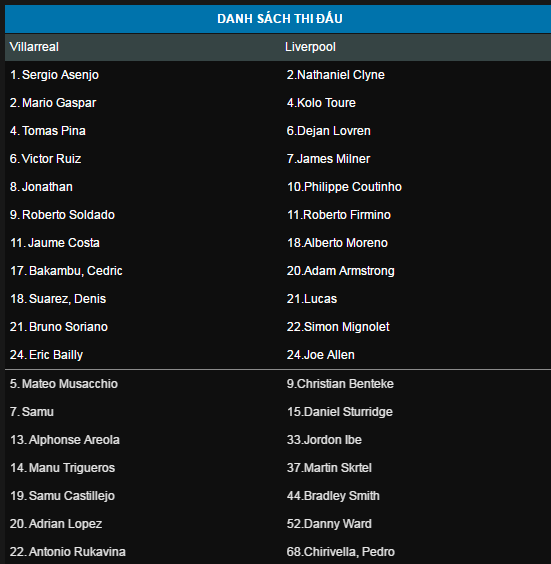 DANH SÁCH THI ĐẤU
Villarreal Liverpool
1. Sergio Asenjo 2.Nathaniel Clyne
2. Mario Gaspar 4.Kolo Toure
4. Tomas Pina 6.Dejan Lovren
6. Victor Ruiz 7.James Milner
8. Jonathan 10.Philippe Coutinho
9. Roberto Soldado 11.Roberto Firmino
11. Jaume Costa 18.Alberto Moreno
17. Bakambu, Cedric 20.Adam Armstrong
18. Suarez, Denis 21.Lucas
21. Bruno Soriano 22.Simon Mignolet
24. Eric Bailly 24.Joe Allen
5. Mateo Musacchio 9.Christian Benteke
7. Samu 15.Daniel Sturridge
13. Alphonse Areola 33.Jordon Ibe
14. Manu Trigueros 37.Martin Skrtel
19. Samu Castillejo 44.Bradley Smith
20. Adrian Lopez 52.Danny Ward
22. Antonio Rukavina 68.Chirivella, Pedro